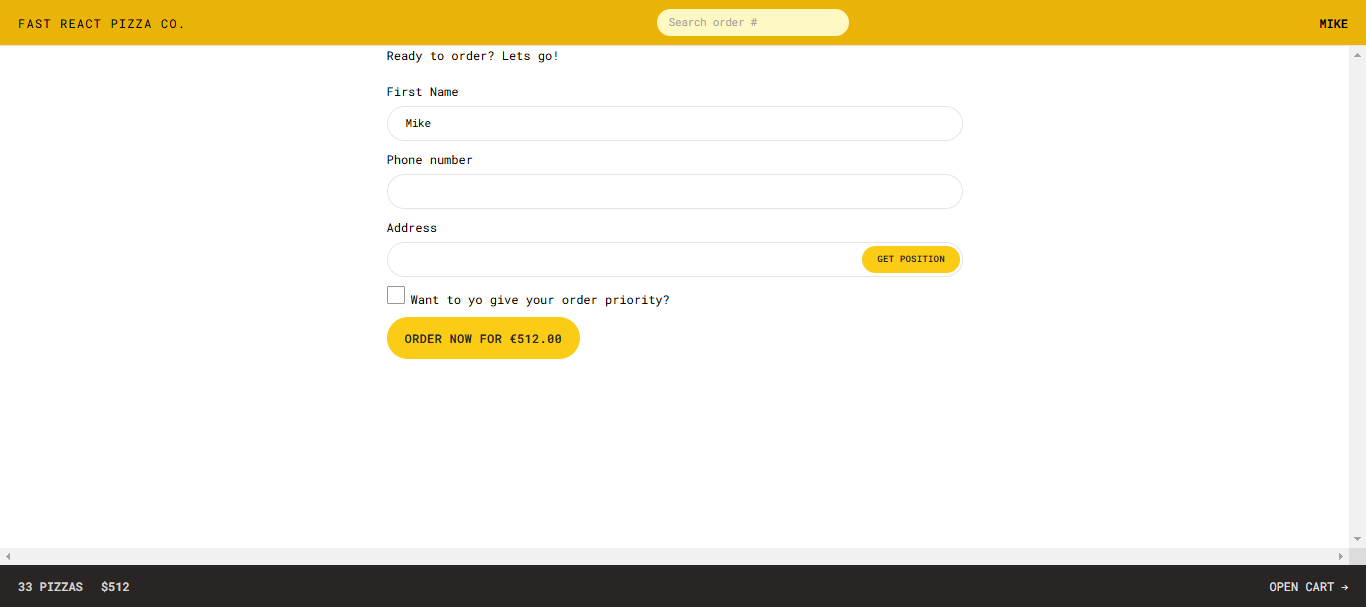 FAST REACT PIZZA CO.
Search order #
MIKE
Ready to order? Lets go!
First Name
Mike
Phone number
Address
GET POSITION
Want to yo give your order priority?
ORDER NOW FOR €512.00
33 PIZZAS $512
OPEN CART →